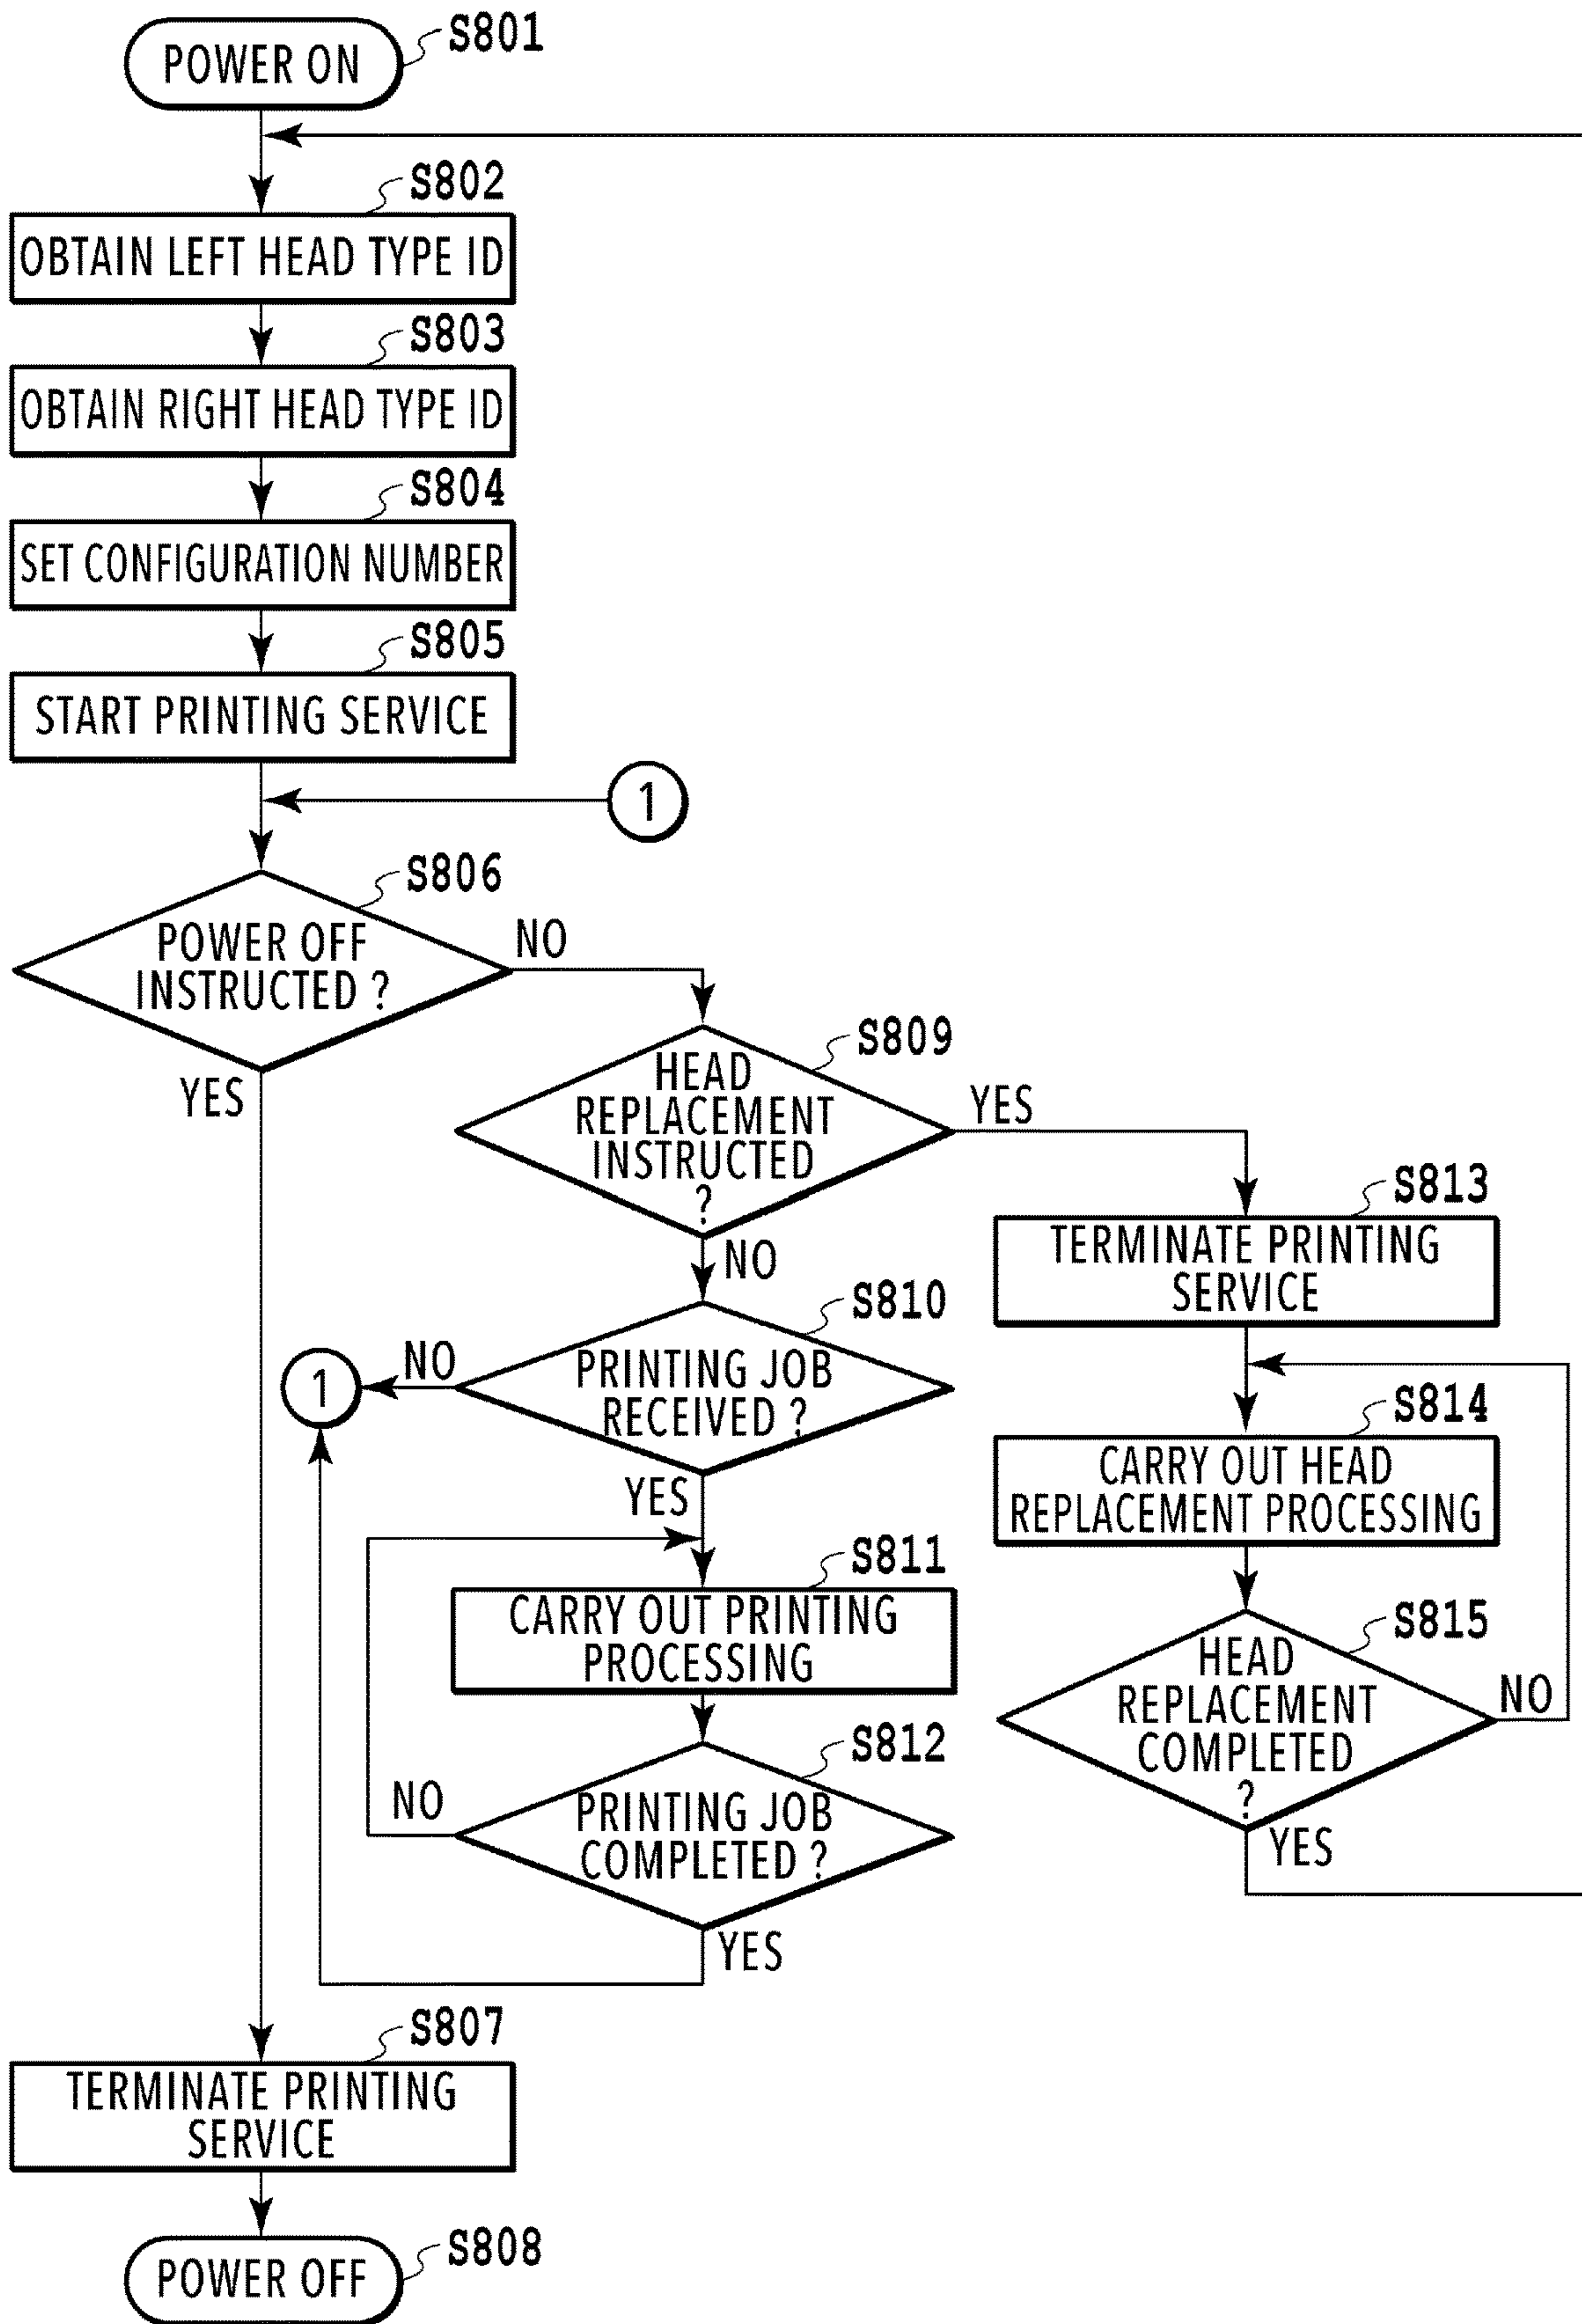 POWER ON
S801
S802
OBTAIN LEFT HEAD TYPE ID
S803
OBTAIN RIGHT HEAD TYPE ID
S804
SET CONFIGURATION NUMBER
S805
START PRINTING SERVICE
1
S806
POWER OFF
INSTRUCTED ?
NO
YES
S809
HEAD
REPLACEMENT
INSTRUCTED
?
YES
NO
S813
TERMINATE PRINTING
SERVICE
S810
PRINTING JOB
RECEIVED ?
NO
1
YES
S814
CARRY OUT HEAD
REPLACEMENT PROCESSING
S811
CARRY OUT PRINTING
PROCESSING
S815
HEAD
REPLACEMENT
COMPLETED
?
NO
YES
S812
PRINTING JOB
COMPLETED ?
NO
YES
S807
TERMINATE PRINTING
SERVICE
POWER OFF
S808